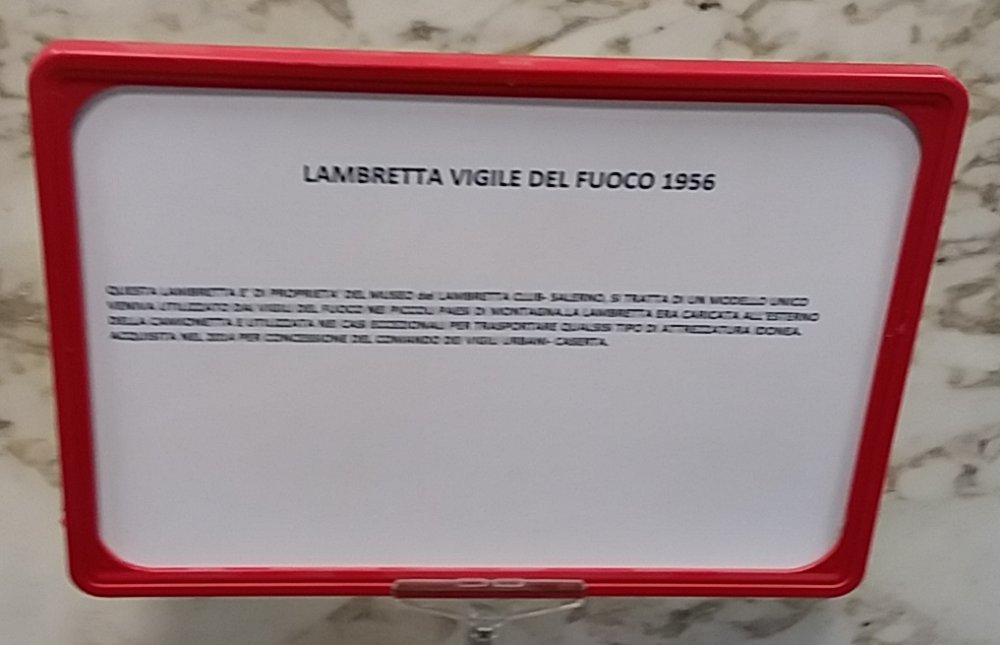 LAMBRETTA VIGILE DEL FUOCO 1956
QUESTA LAMBRETTA E' DI PROPRIETA' DEL MUSEO del LAMBRETTA CLUB- SALERNO, SI TRATTA DI UN MODELLO UNICO
VENIVA UTILIZZATO DAI VIGILI DEL FUOCO NEI PICCOLI PAESI DI MONTAGNA.LA LAMBRETTA ERA CARICATA ALL'ESTERNO
DELLA CAMIONETTA E UTILIZZATA NEI CASI ECCEZIONALI PER TRASPORTARE QUALSSI TIPO DI ATTREZZATURA IDONEA.
ACQUISITA NEL PER CONCESSIONE DEL COMANDO DEI VIGILI URBANI- CASERTA.